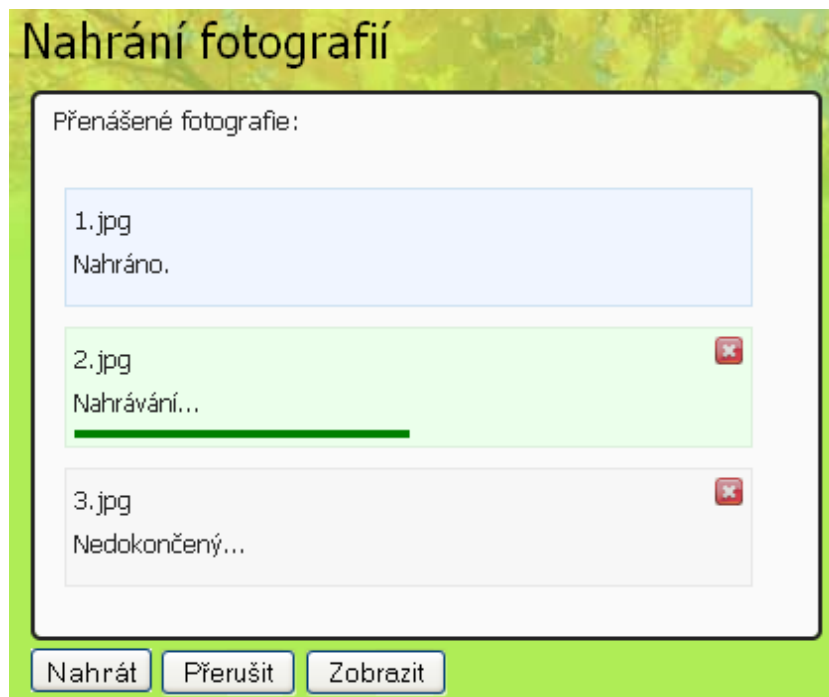 Nahrání fotografií
Přenášené fotografie:
1.jpg
Nahráno.
2.jpg
Nahrávání...
3.jpg
Nedokončený...
Nahrát Přerušit Zobrazit